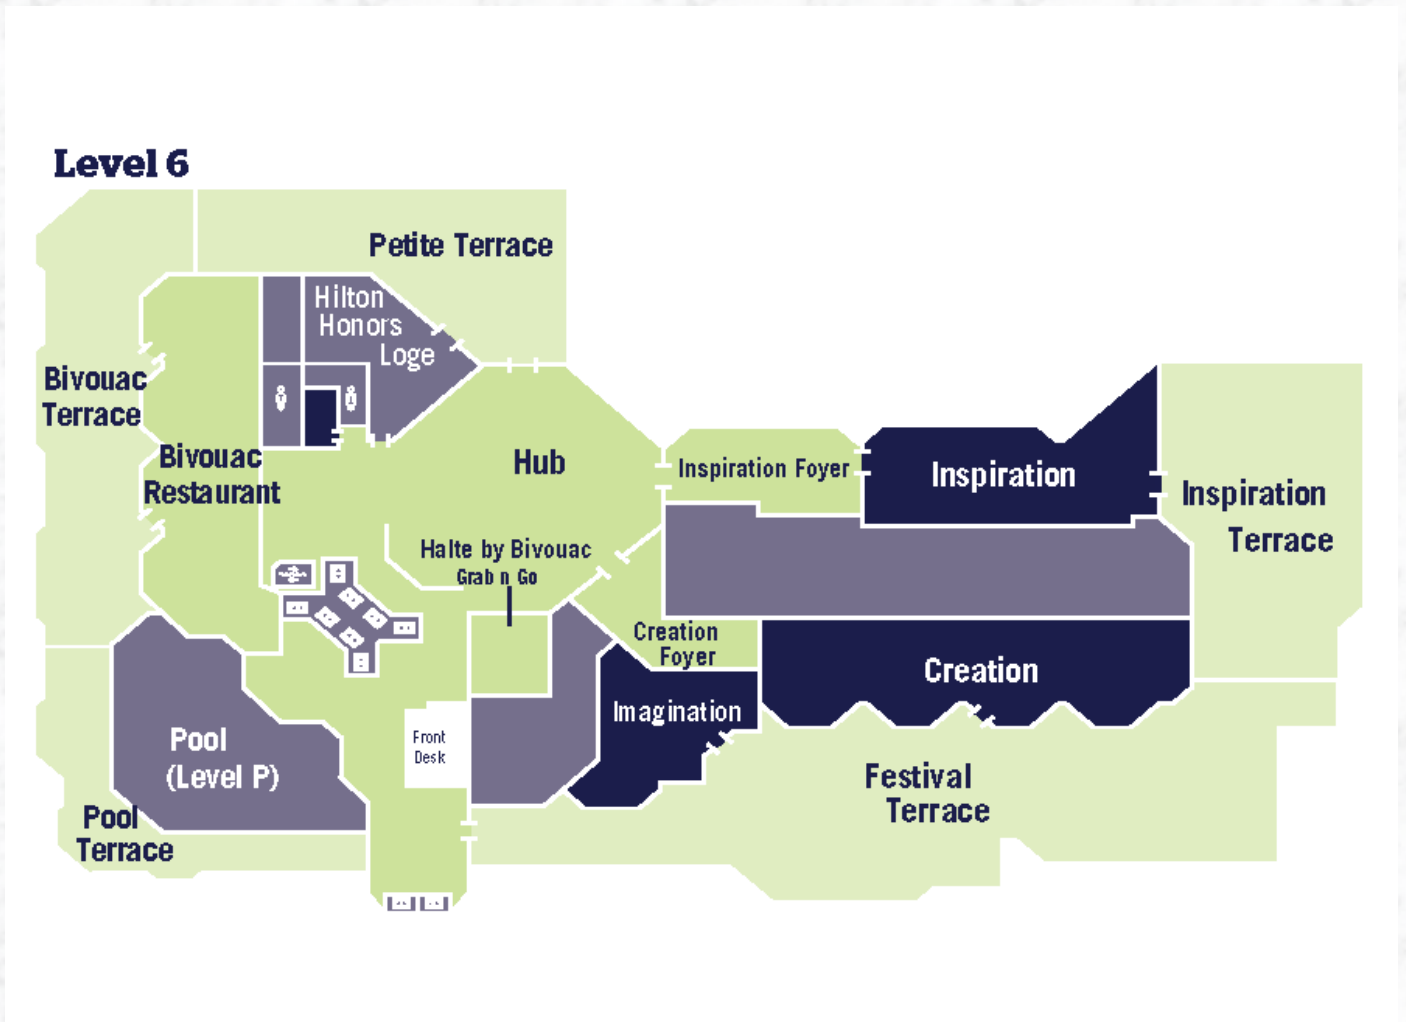 Level 6
Petite Terrace
Hilton
Honors
Loge
Bivouac
Terrace
Bivouac
Restaurant
Hub
Inspiration Foyer
Inspiration
Inspiration
Terrace
Halte by Bivouac
Grab n Go
Creation
Foyer
Creation
Imagination
Front
Desk
Pool
(Level P)
Festival
Terrace
Pool
Terrace